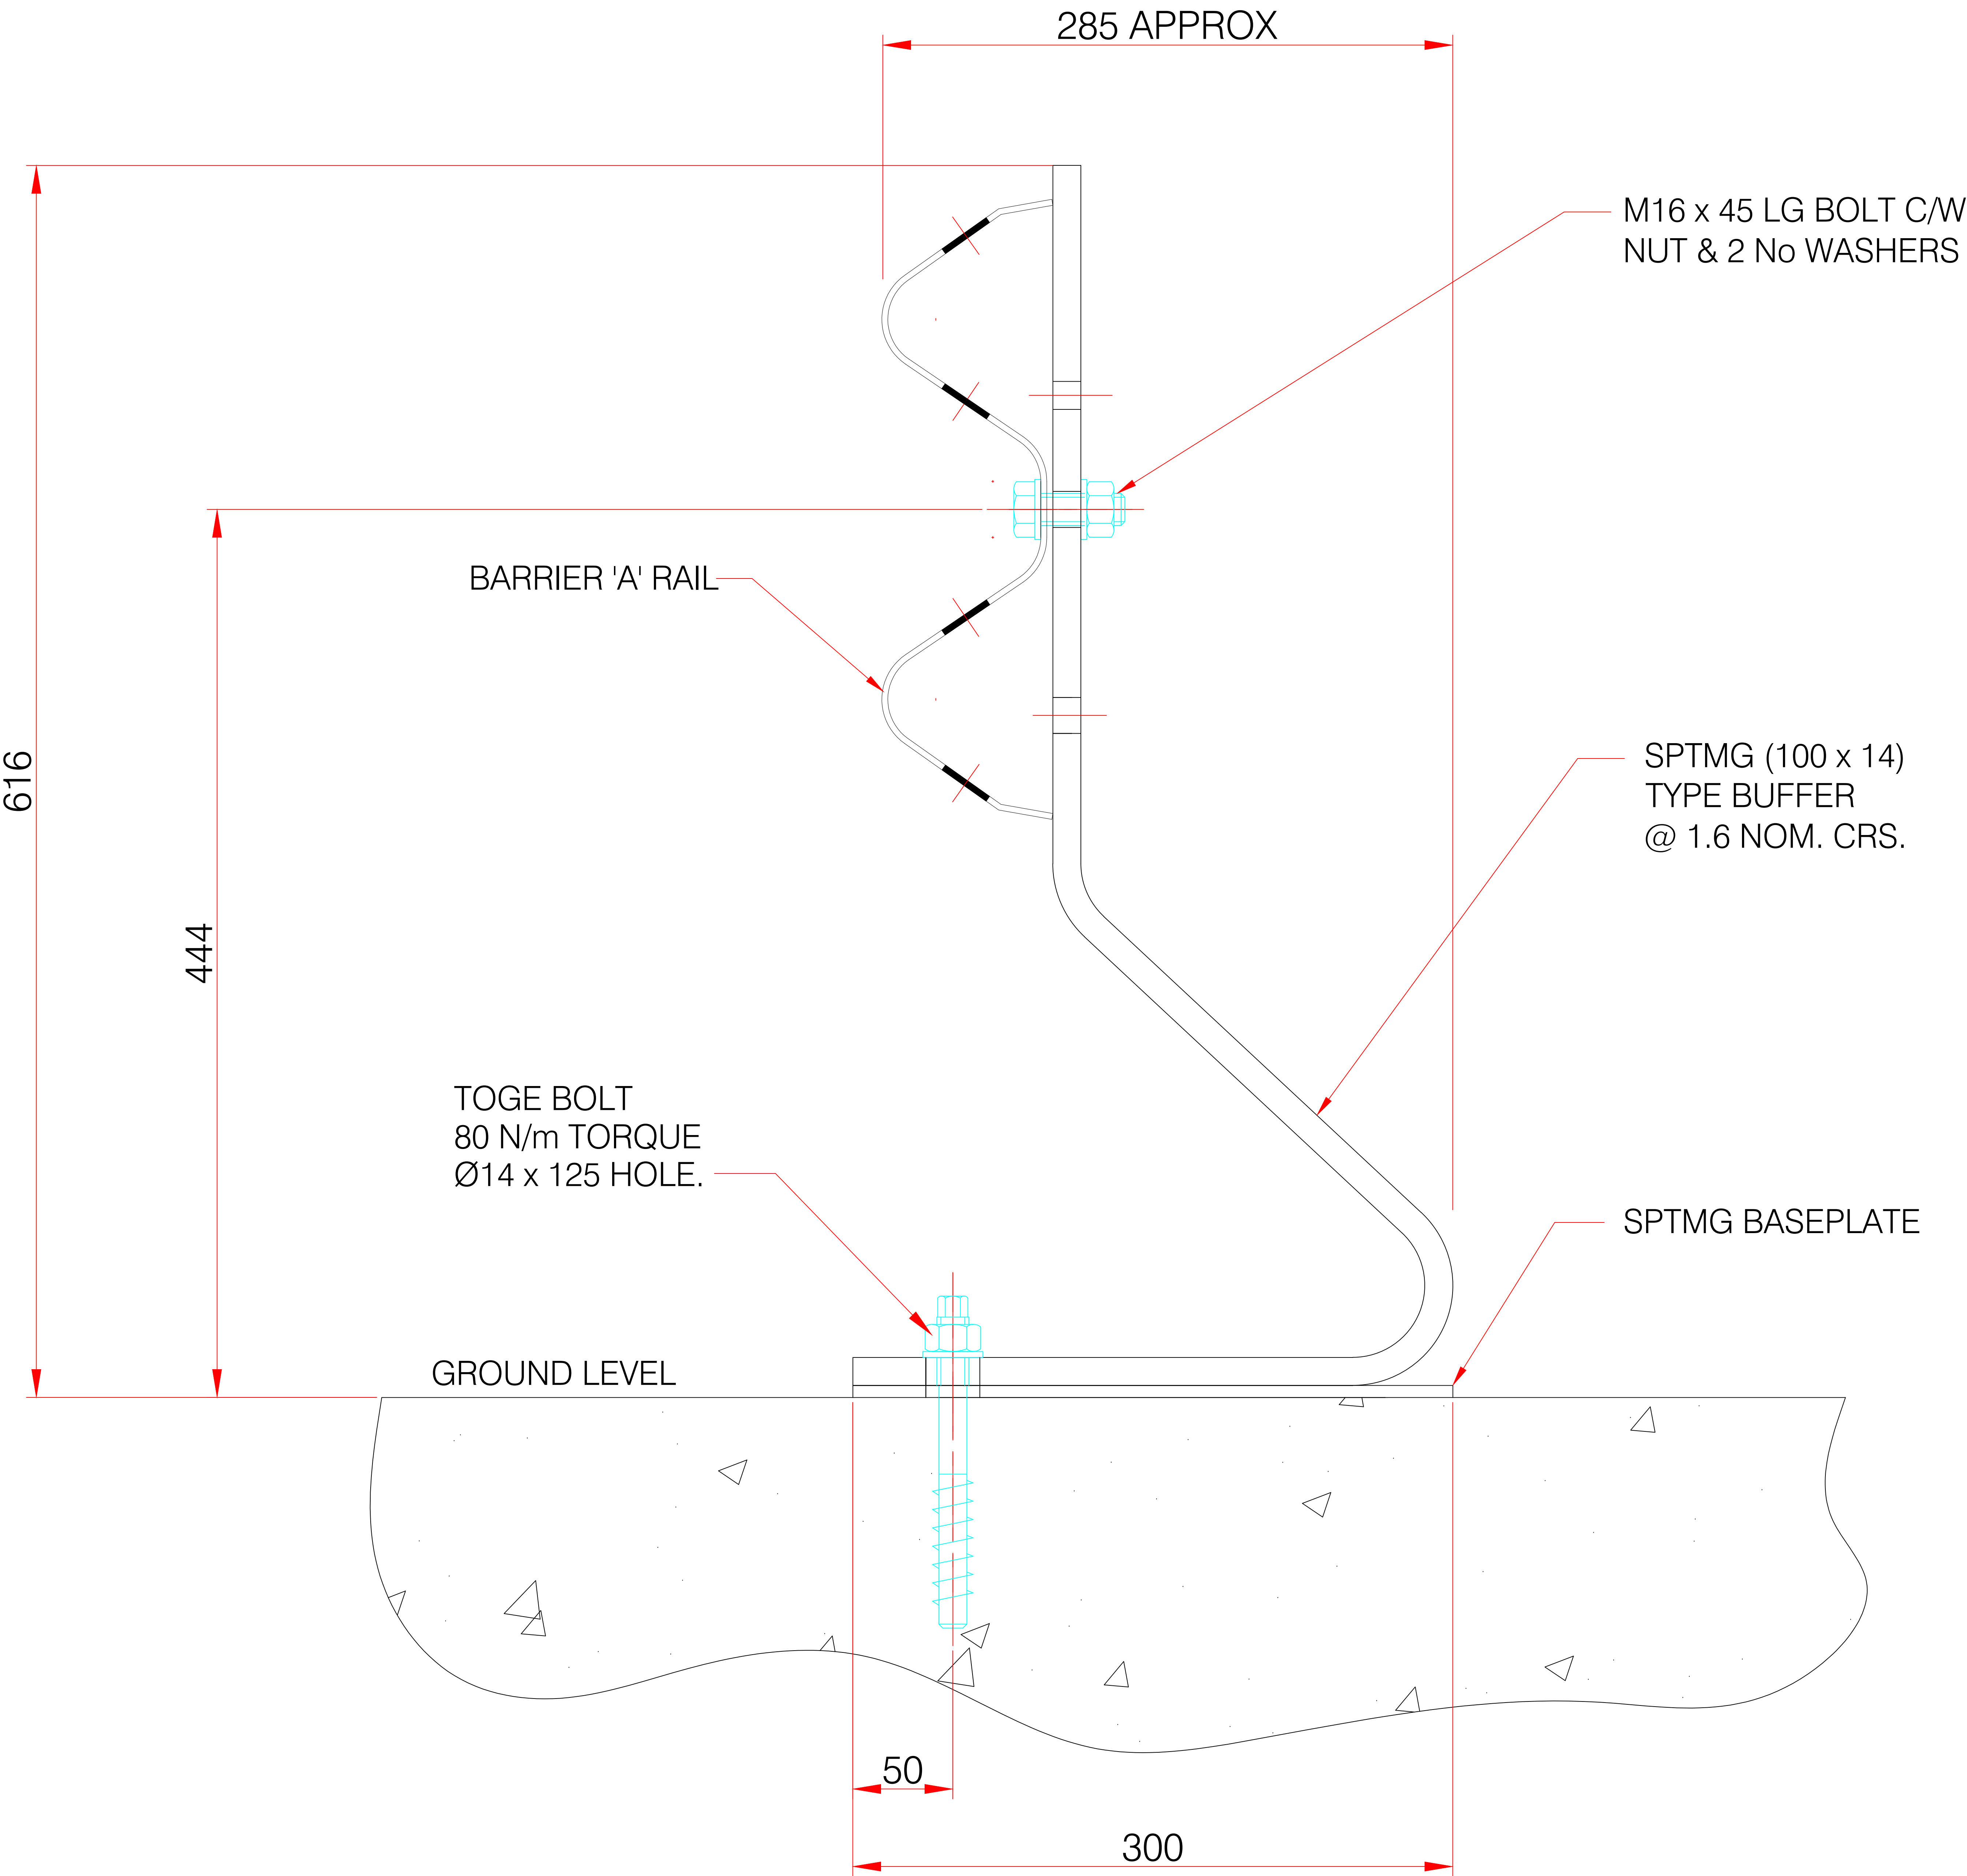 285 APPROX
M16 x 45 LG BOLT C/W
NUT & 2 No WASHERS
BARRIER 'A' RAIL
616
SPTMG (100 x 14)
TYPE BUFFER
@ 1.6 NOM. CRS.
444
TOGE BOLT
80 N/m TORQUE
Ø14 x 125 HOLE.
SPTMG BASEPLATE
GROUND LEVEL
50
300